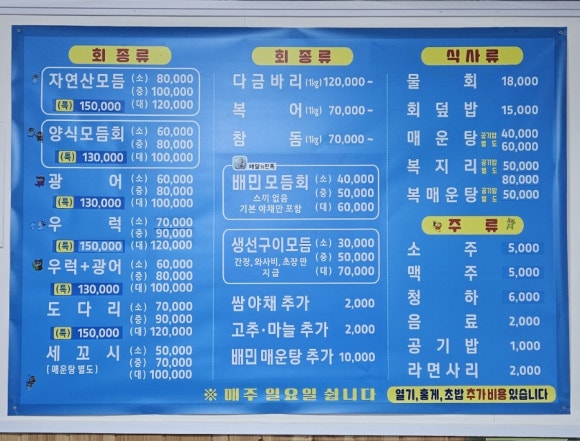 회 종 류
자연산모듬 (소) 80,000
(중) 100,000
(특) 150,000 (대) 120,000
양식모듬회 (소) 60,000
(중) 80,000
(특) 130,000 (대) 100,000
광 어 (소) 60,000
(중) 80,000
(특) 130,000 (대) 100,000
우 럭 (소) 70,000
(중) 90,000
(특) 150,000 (대) 120,000
우럭+광어 (소) 60,000
(중) 80,000
(특) 130,000 (대) 100,000
도 다 리 (소) 70,000
(중) 90,000
(특) 150,000 (대) 120,000
세 꼬 시 (소) 50,000
(매운탕 별도) (중) 70,000
(대) 100,000
회 종 류
다 금 바 리 (1kg) 120,000~
복 어 (1kg) 70,000~
참 돔 (1kg) 70,000~
배달의민족
배민모듬회 (소) 40,000
스끼 없음 (중) 50,000
기본 야채만 포함 (대) 60,000
생선구이모듬 (소) 30,000
간장, 와사비, 초장 만 (중) 50,000
지급 (대) 70,000
쌈 야채 추가 2,000
고추·마늘 추가 2,000
배민 매운탕 추가 10,000
식 사 류
물 회 18,000
회 덮 밥 15,000
매 운 탕 공기밥 별도 40,000
60,000
복 지 리 공기밥 별도 50,000
80,000
복 매 운 탕 공기밥 별도 50,000
주 류
소 주 5,000
맥 주 5,000
청 하 6,000
음 료 2,000
공 기 밥 1,000
라 면 사 리 2,000
※ 매주 일요일 쉽니다
열기, 홍게, 초밥 추가비용 있습니다